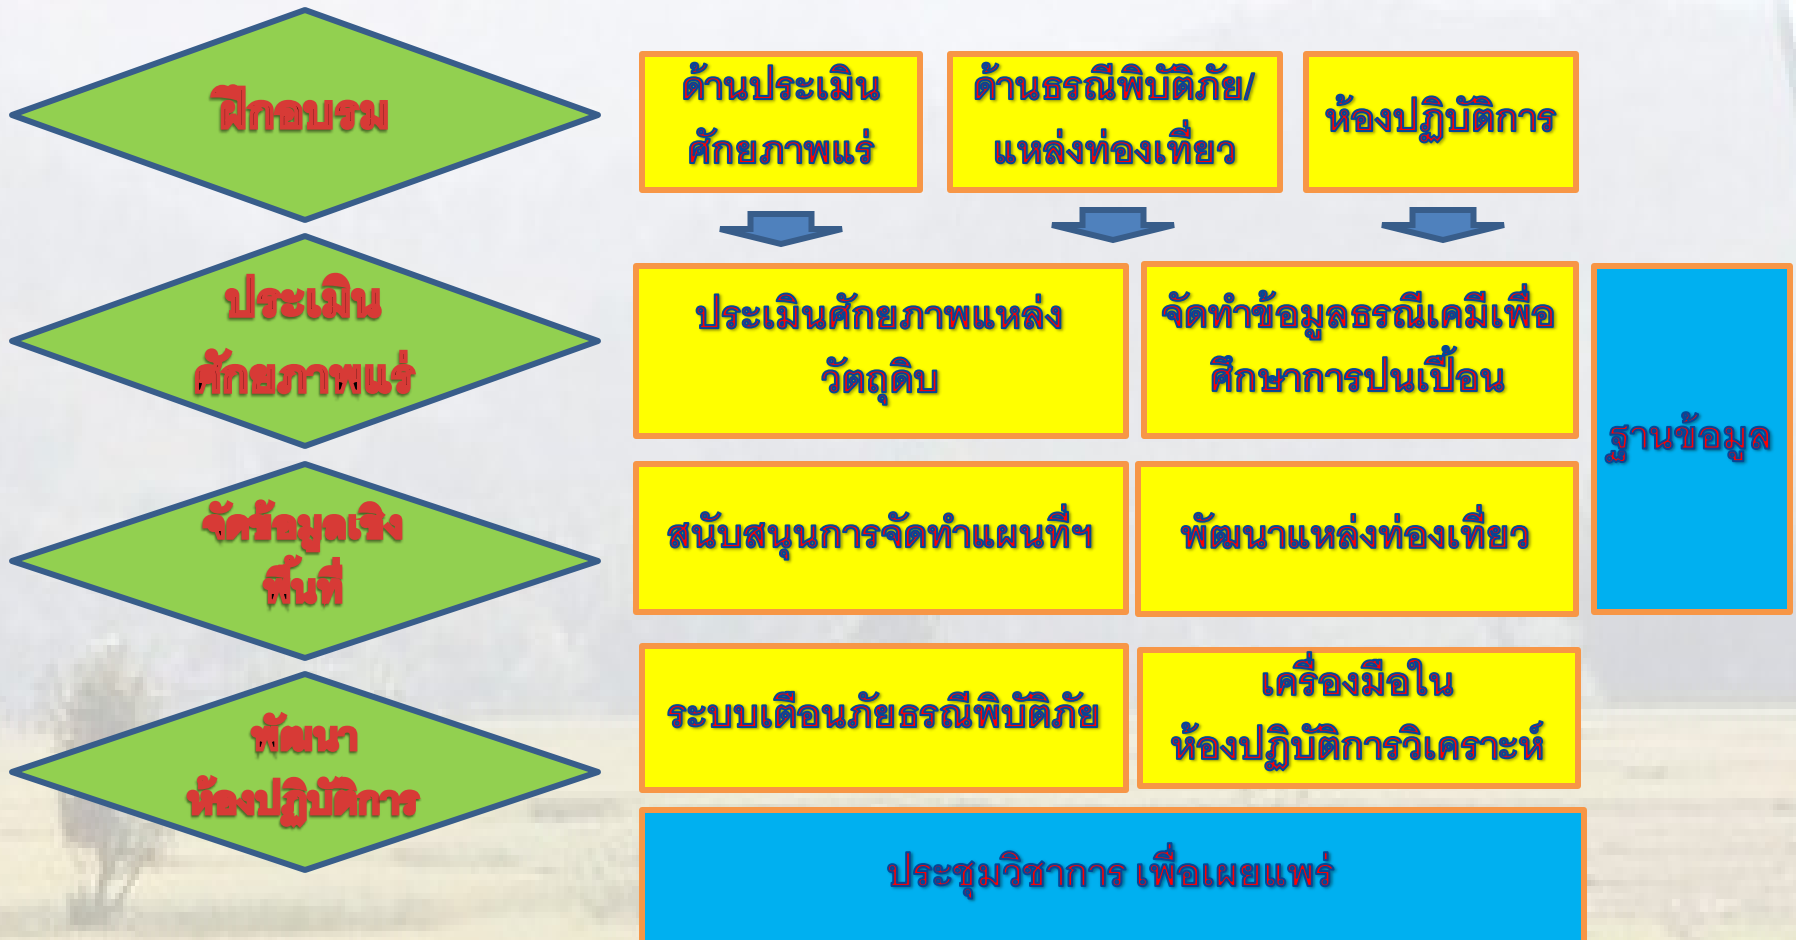 ฝึกอบรม
ด้านประเมิน
ศักยภาพแร่
ด้านธรณีพิบัติภัย/
แหล่งท่องเที่ยว
ห้องปฏิบัติการ
ประเมิน
ศักยภาพแร่
ประเมินศักยภาพแหล่ง
วัตถุดิบ
จัดทำข้อมูลธรณีเคมีเพื่อ
ศึกษาการปนเปื้อน
ฐานข้อมูล
จัดข้อมูลเชิง
พื้นที่
สนับสนุนการจัดทำแผนที่ฯ
พัฒนาแหล่งท่องเที่ยว
พัฒนา
ห้องปฏิบัติการ
ระบบเตือนภัยธรณีพิบัติภัย
เครื่องมือใน
ห้องปฏิบัติการวิเคราะห์
ประชุมวิชาการ เพื่อเผยแพร่